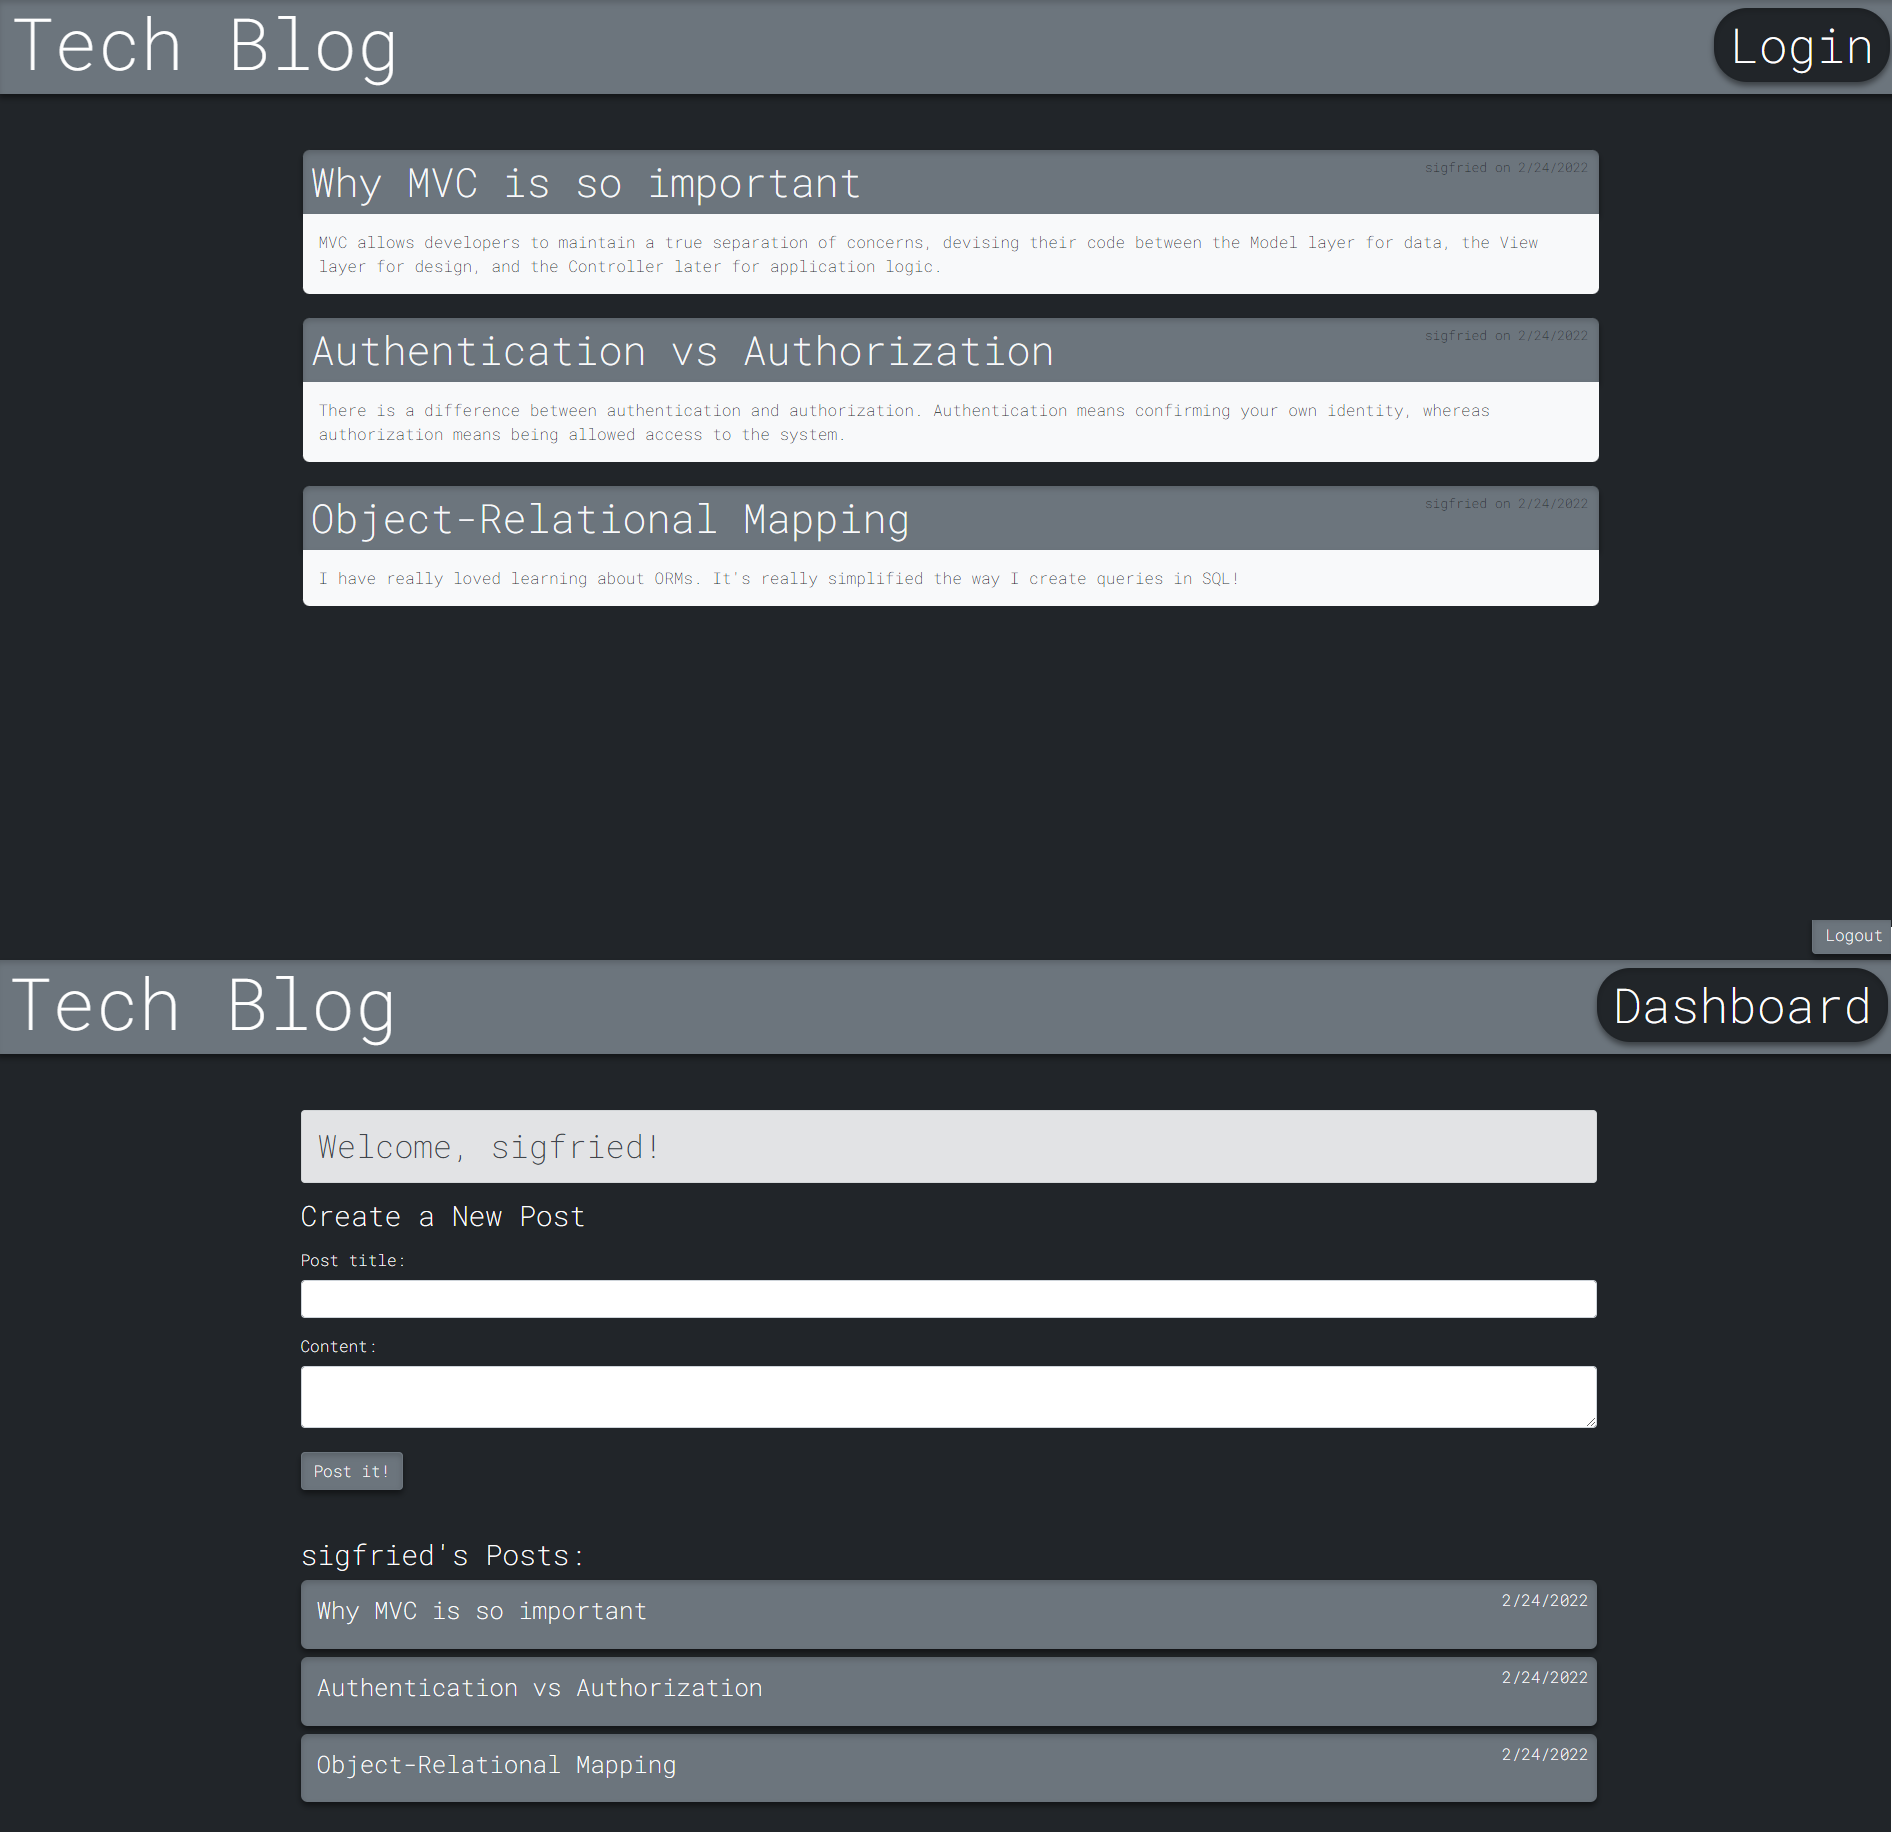 Tech Blog
Login
Why MVC is so important
sigfried on 2/24/2022
MVC allows developers to maintain a true separation of concerns, devising their code between the Model layer for data, the View
layer for design, and the Controller later for application logic.
Authentication vs Authorization
sigfried on 2/24/2022
There is a difference between authentication and authorization. Authentication means confirming your own identity, whereas
authorization means being allowed access to the system.
Object-Relational Mapping
sigfried on 2/24/2022
I have really loved learning about ORMs. It's really simplified the way I create queries in SQL!
Logout
Tech Blog
Dashboard
Welcome, sigfried!
Create a New Post
Post title:
Content:
Post it!
sigfried's Posts:
Why MVC is so important
2/24/2022
Authentication vs Authorization
2/24/2022
Object-Relational Mapping
2/24/2022